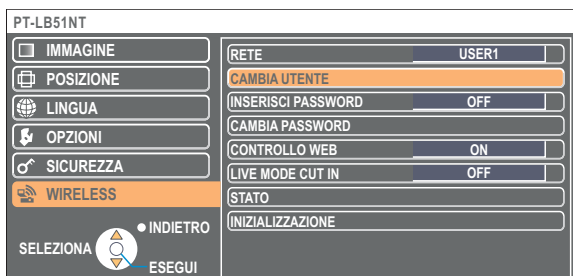 PT-LB51NT
IMMAGINE
POSIZIONE
LINGUA
OPZIONI
SICUREZZA
WIRELESS
INDIETRO
SELEZIONA
ESEGUI
RETE USER1
CAMBIA UTENTE
INSERISCI PASSWORD OFF
CAMBIA PASSWORD
CONTROLLO WEB ON
LIVE MODE CUT IN OFF
STATO
INIZIALIZZAZIONE